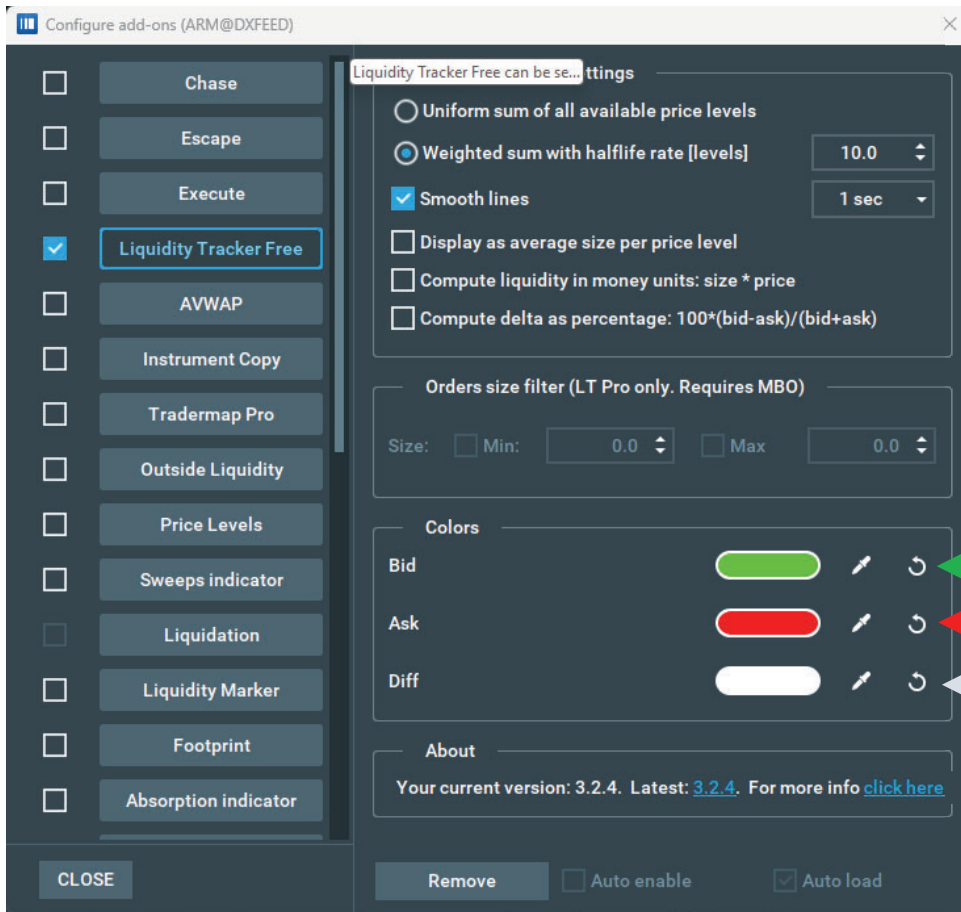 Configure add-ons (ARM@DXFEED)
Chase
Escape
Execute
Liquidity Tracker Free
AVWAP
Instrument Copy
Tradermap Pro
Outside Liquidity
Price Levels
Sweeps indicator
Liquidation
Liquidity Marker
Footprint
Absorption indicator
CLOSE
Liquidity Tracker Free can be se... ttings
Uniform sum of all available price levels
Weighted sum with halflife rate [levels] 10.0
Smooth lines 1 sec
Display as average size per price level
Compute liquidity in money units: size * price
Compute delta as percentage: 100*(bid-ask)/(bid+ask)
Orders size filter (LT Pro only. Requires MBO)
Size: Min: 0.0 Max 0.0
Colors
Bid
Ask
Diff
About
Your current version: 3.2.4. Latest: 3.2.4. For more info click here
Remove Auto enable Auto load